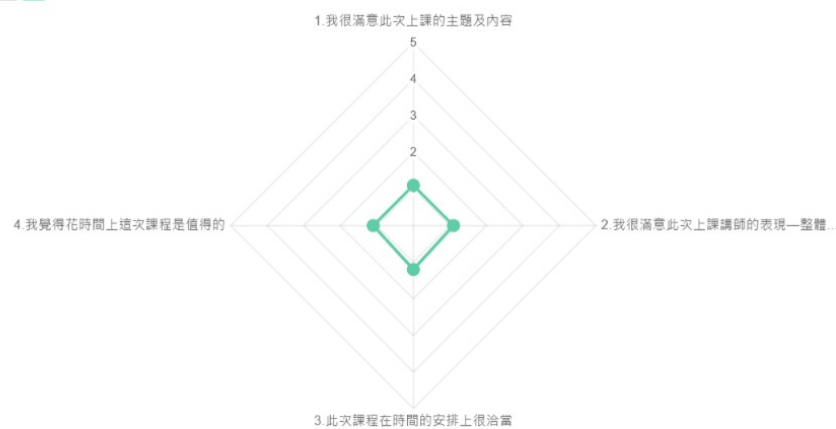 1.我很滿意此次上課的主題及內容
5
4
3
2
4.我覺得花時間上這次課程是值得的
2.我很滿意此次上課講師的表現—整體...
3.此次課程在時間的安排上很洽當